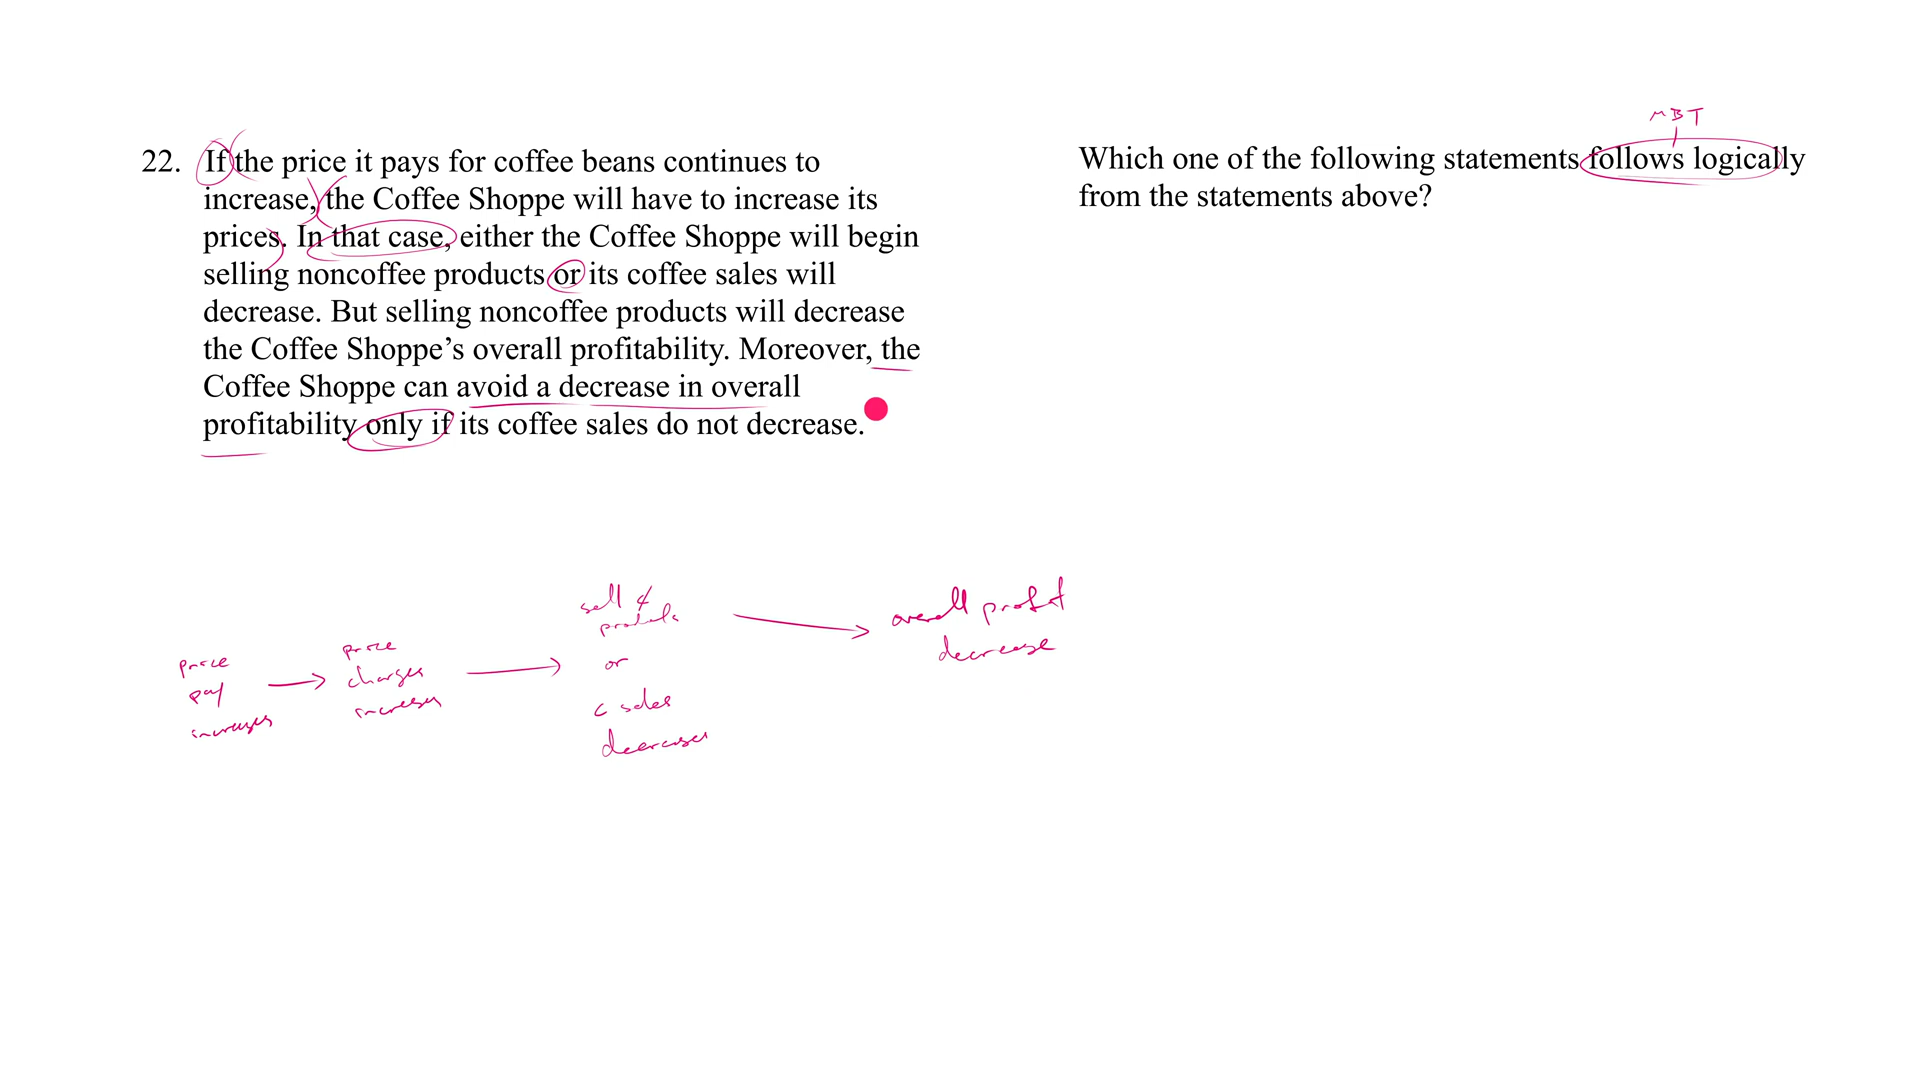 22. If the price it pays for coffee beans continues to
increase, the Coffee Shoppe will have to increase its
prices. In that case, either the Coffee Shoppe will begin
selling noncoffee products or its coffee sales will
decrease. But selling noncoffee products will decrease
the Coffee Shoppe’s overall profitability. Moreover, the
Coffee Shoppe can avoid a decrease in overall
profitability only if its coffee sales do not decrease.
MBT
Which one of the following statements follows logically
from the statements above?
price
pay
increases
price
charges
increases
sell
products
or
c sales
decreases
overall profit
decrease